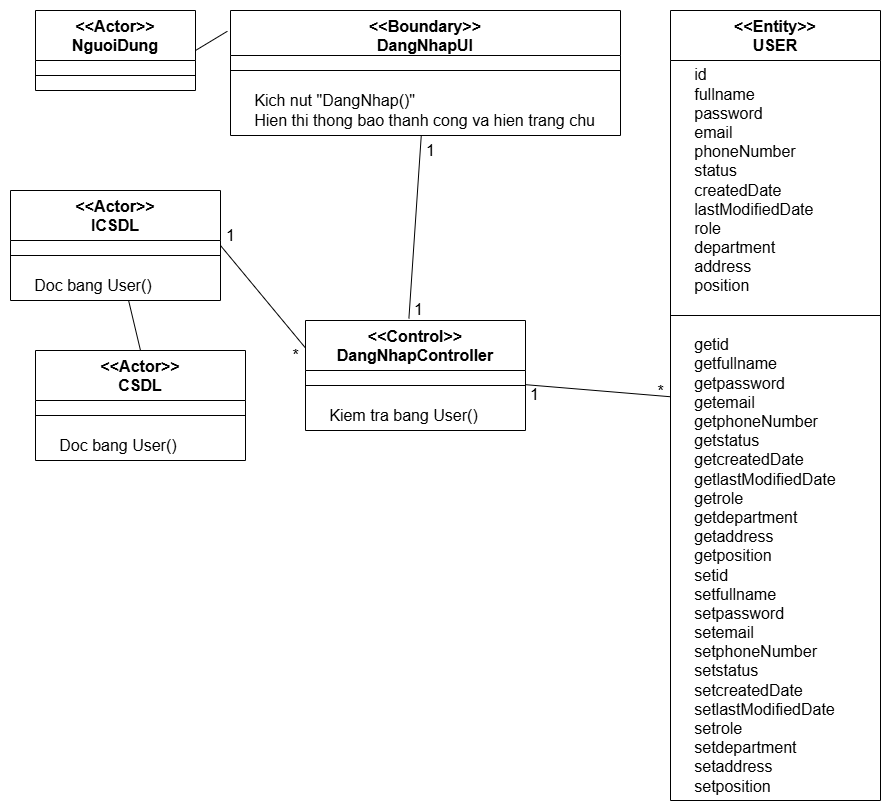 <<Actor>>
NguoiDung
<<Boundary>>
DangNhapUI
Kich nut "DangNhap()"
Hien thi thong bao thanh cong va hien trang chu
1
<<Actor>>
ICSDL
Doc bang User()
1
<<Actor>>
CSDL
Doc bang User()
1
*
<<Control>>
DangNhapController
Kiem tra bang User()
1
*
<<Entity>>
USER
id
fullname
password
email
phoneNumber
status
createdDate
lastModifiedDate
role
department
address
position
getid
getfullname
getpassword
getemail
getphoneNumber
getstatus
getcreatedDate
getlastModifiedDate
getrole
getdepartment
getaddress
getposition
setid
setfullname
setpassword
setemail
setphoneNumber
setstatus
setcreatedDate
setlastModifiedDate
setrole
setdepartment
setaddress
setposition